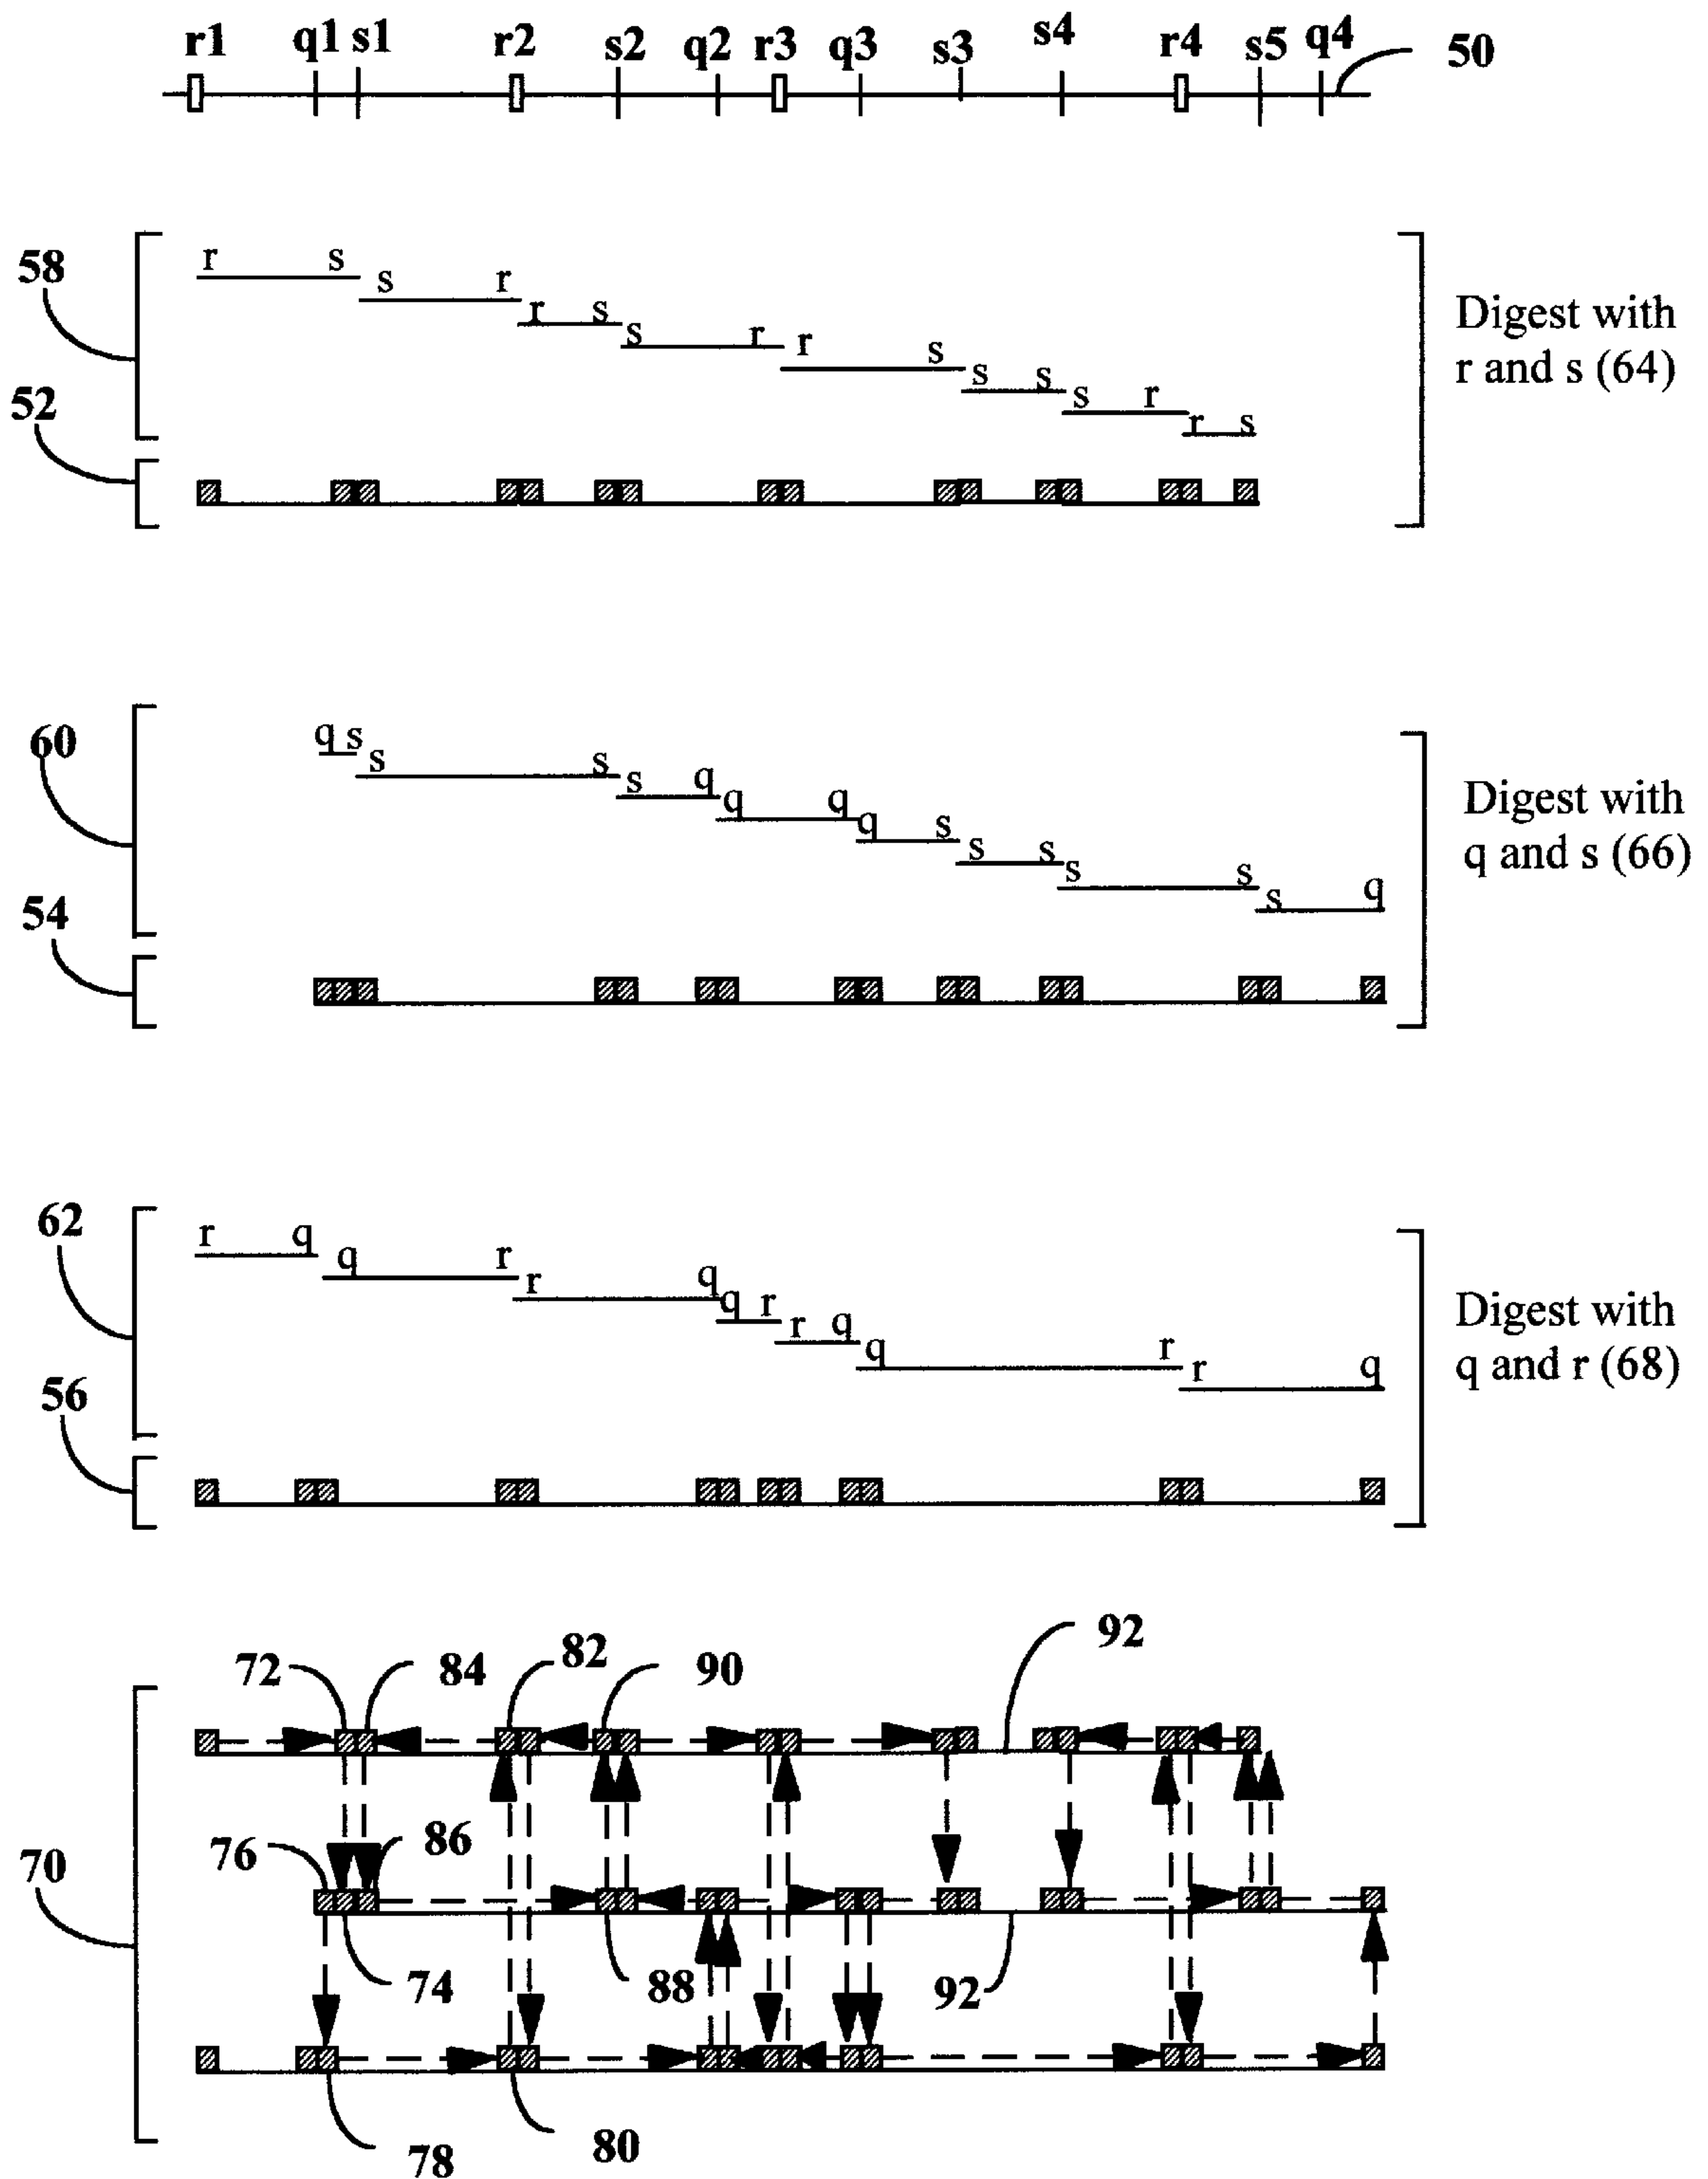 r1 q1 s1 r2 s2 q2 r3 q3 s3 s4 r4 s5 q4 50
58 r s
s r
r s
s r
r s
s s
s r
r s
Digest with
r and s (64)
52
60 q s
s s
s q
q q
q s
s s
s s
s q
Digest with
q and s (66)
54
62 r q
q r
r q
q r
r q
q r
r q
Digest with
q and r (68)
56
72 84 82 90 92
76 86
70
74 88 92
78 80